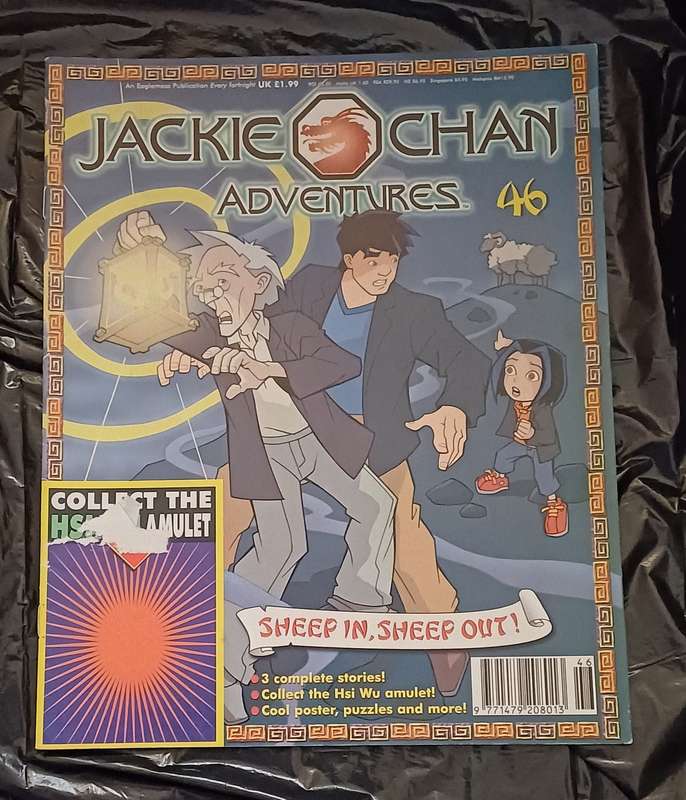 An Eaglemoss Publication Every fortnight UK £1.99
JACKIE CHAN
ADVENTURES™
46
COLLECT THE
AMULET
SHEEP IN, SHEEP OUT!
3 complete stories!
Collect the Hsi Wu amulet!
Cool poster, puzzles and more!
46
9 771479 208013